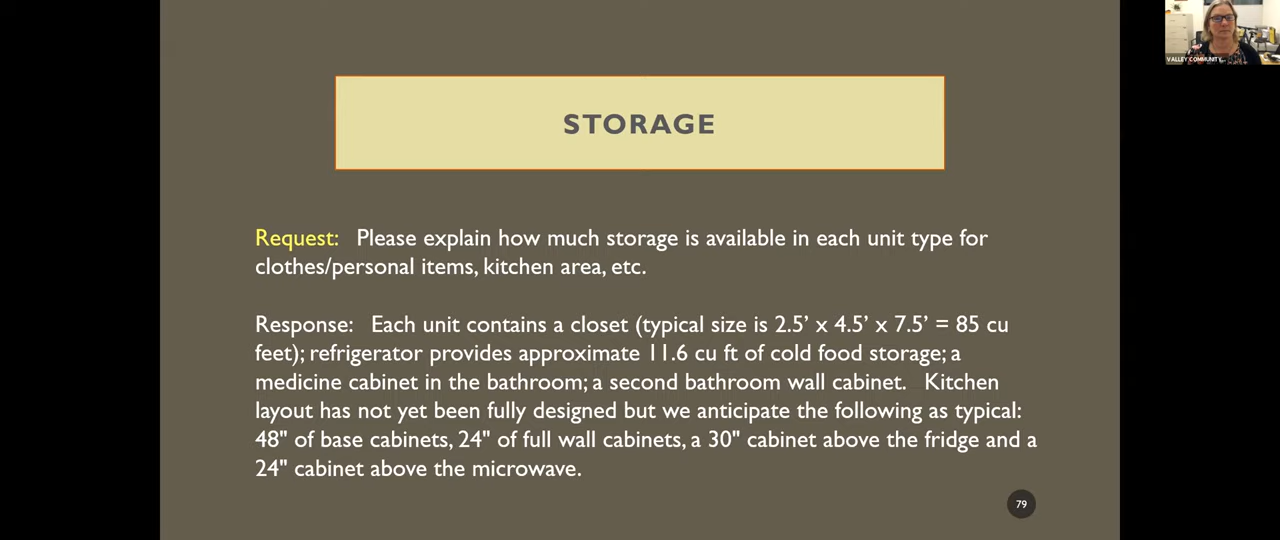 VALLEY COMMUNITY...
STORAGE
Request: Please explain how much storage is available in each unit type for
clothes/personal items, kitchen area, etc.
Response: Each unit contains a closet (typical size is 2.5’ x 4.5’ x 7.5’ = 85 cu
feet); refrigerator provides approximate 11.6 cu ft of cold food storage; a
medicine cabinet in the bathroom; a second bathroom wall cabinet. Kitchen
layout has not yet been fully designed but we anticipate the following as typical:
48" of base cabinets, 24" of full wall cabinets, a 30" cabinet above the fridge and a
24" cabinet above the microwave.
79